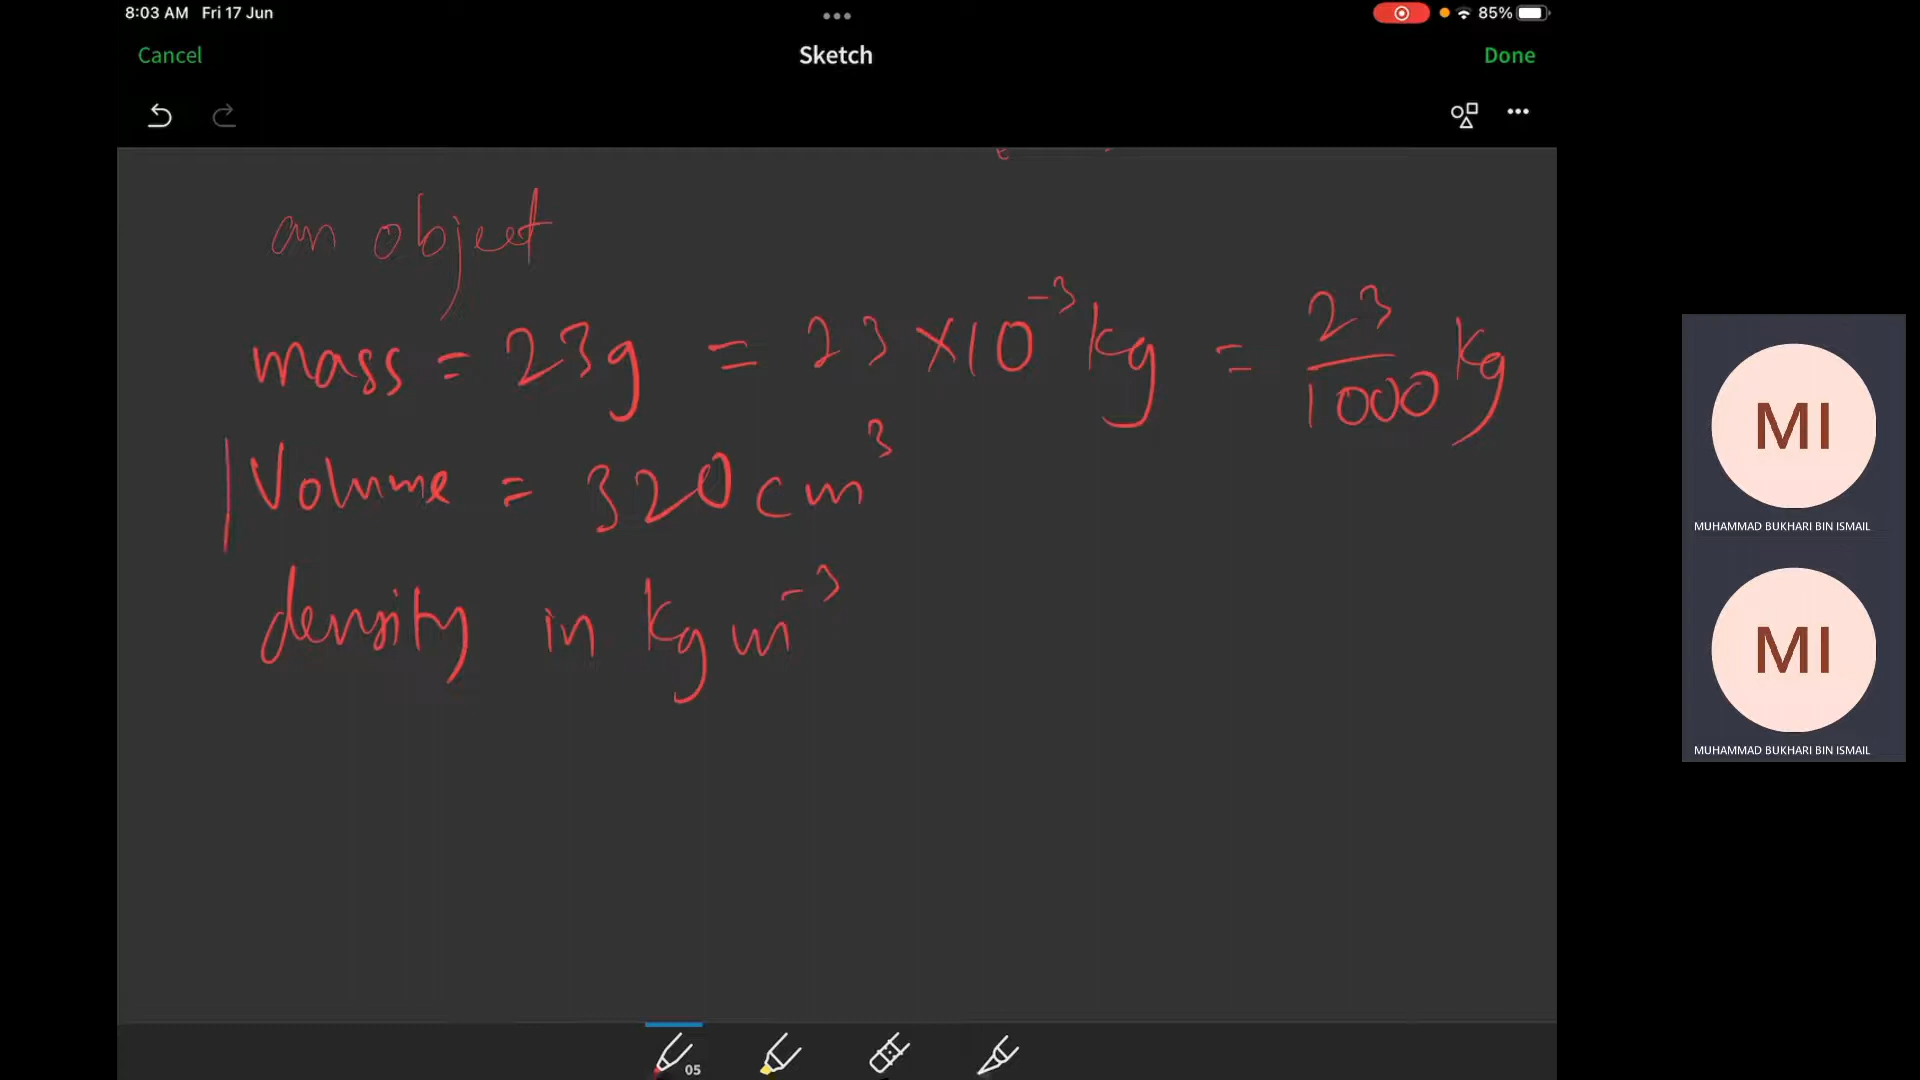 8:03 AM Fri 17 Jun
85%
Cancel
Sketch
Done
an object
mass = 23g = 23 × 10⁻³ kg = 23/1000 kg
Volume = 320 cm³
density in kg m⁻³
05
MI
MUHAMMAD BUKHARI BIN ISMAIL
MI
MUHAMMAD BUKHARI BIN ISMAIL